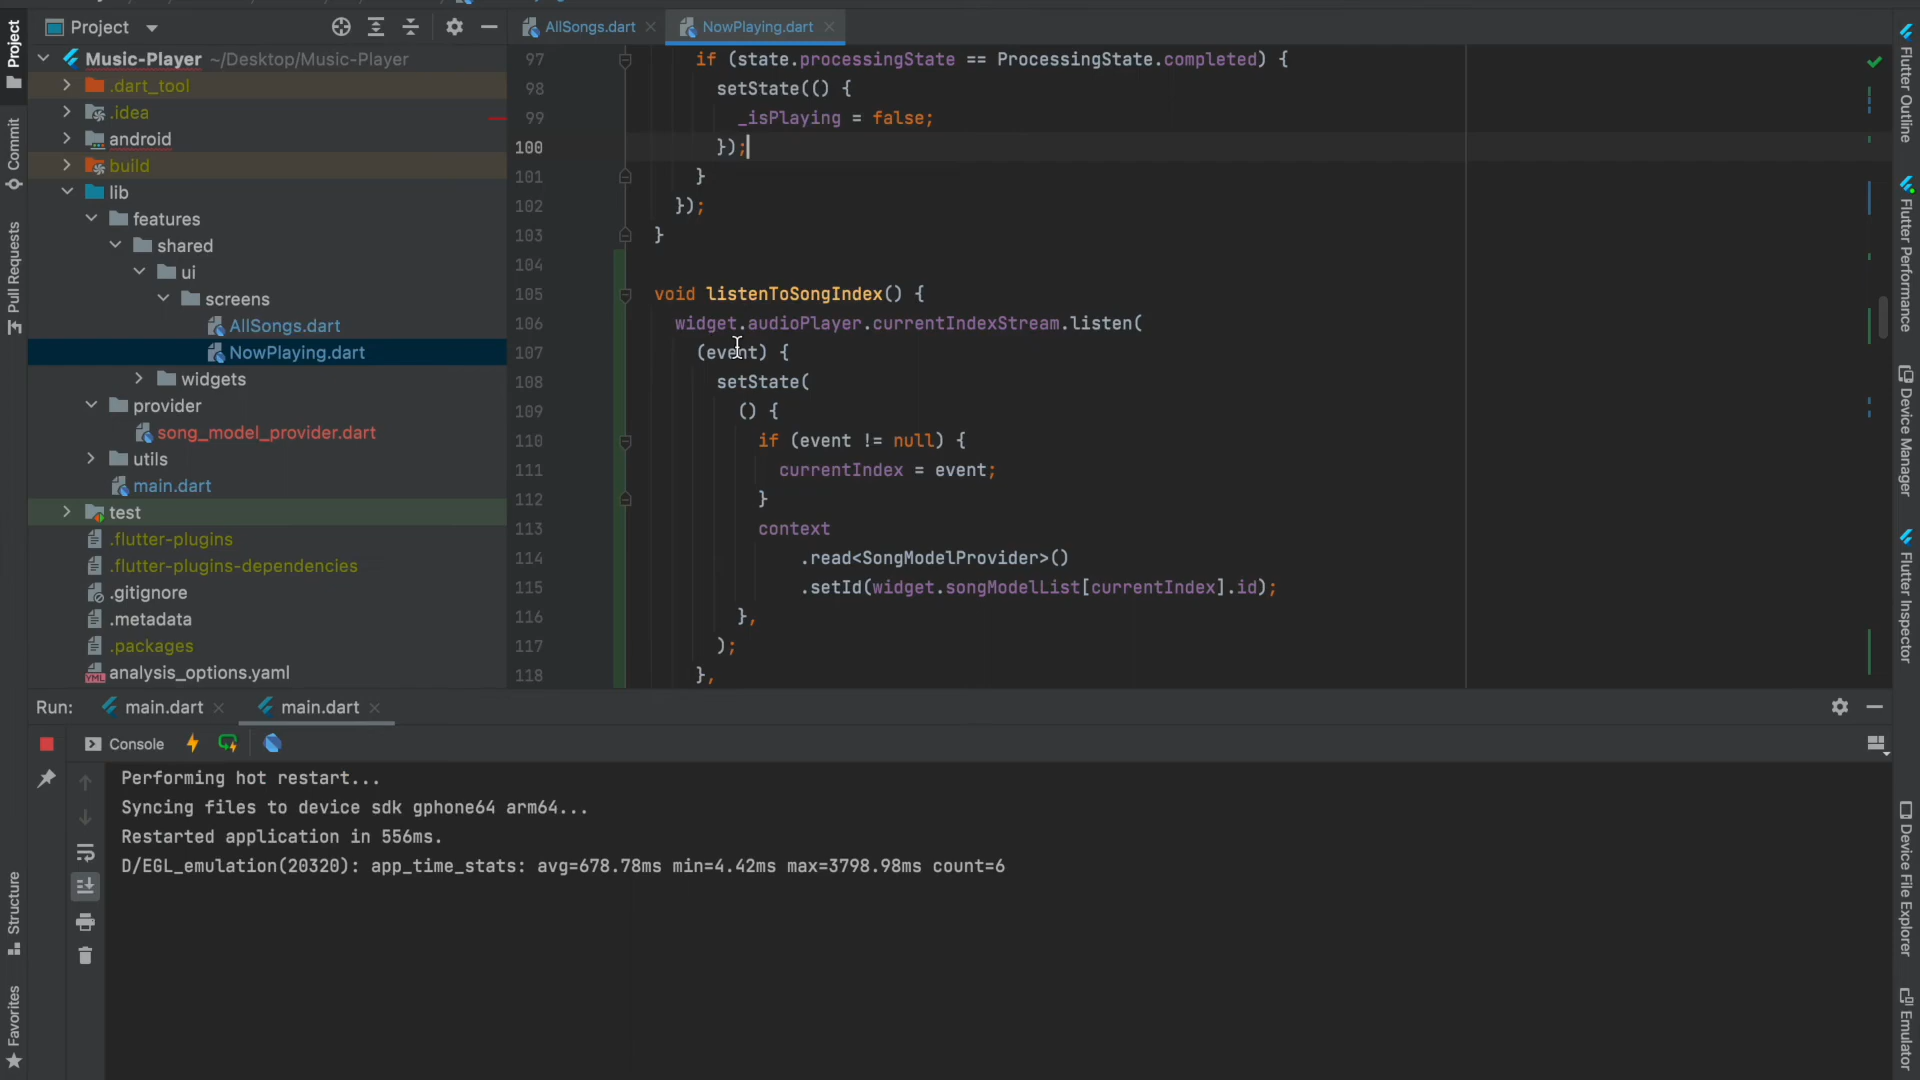 Project
AllSongs.dart
NowPlaying.dart
Music-Player ~/Desktop/Music-Player
.dart_tool
.idea
android
build
lib
features
shared
ui
screens
AllSongs.dart
NowPlaying.dart
widgets
provider
song_model_provider.dart
utils
main.dart
test
.flutter-plugins
.flutter-plugins-dependencies
.gitignore
.metadata
.packages
analysis_options.yaml
97 if (state.processingState == ProcessingState.completed) {
98 setState(() {
99 _isPlaying = false;
100 });
101 }
102 });
103 }
104
105 void listenToSongIndex() {
106 widget.audioPlayer.currentIndexStream.listen(
107 (event) {
108 setState(
109 () {
110 if (event != null) {
111 currentIndex = event;
112 }
113 context
114 .read<SongModelProvider>()
115 .setId(widget.songModelList[currentIndex].id);
116 },
117 );
118 },
Run: main.dart main.dart
Console
Performing hot restart...
Syncing files to device sdk gphone64 arm64...
Restarted application in 556ms.
D/EGL_emulation(20320): app_time_stats: avg=678.78ms min=4.42ms max=3798.98ms count=6
Project
Commit
Pull Requests
Structure
Favorites
Flutter Outline
Flutter Performance
Device Manager
Flutter Inspector
Device File Explorer
Emulator